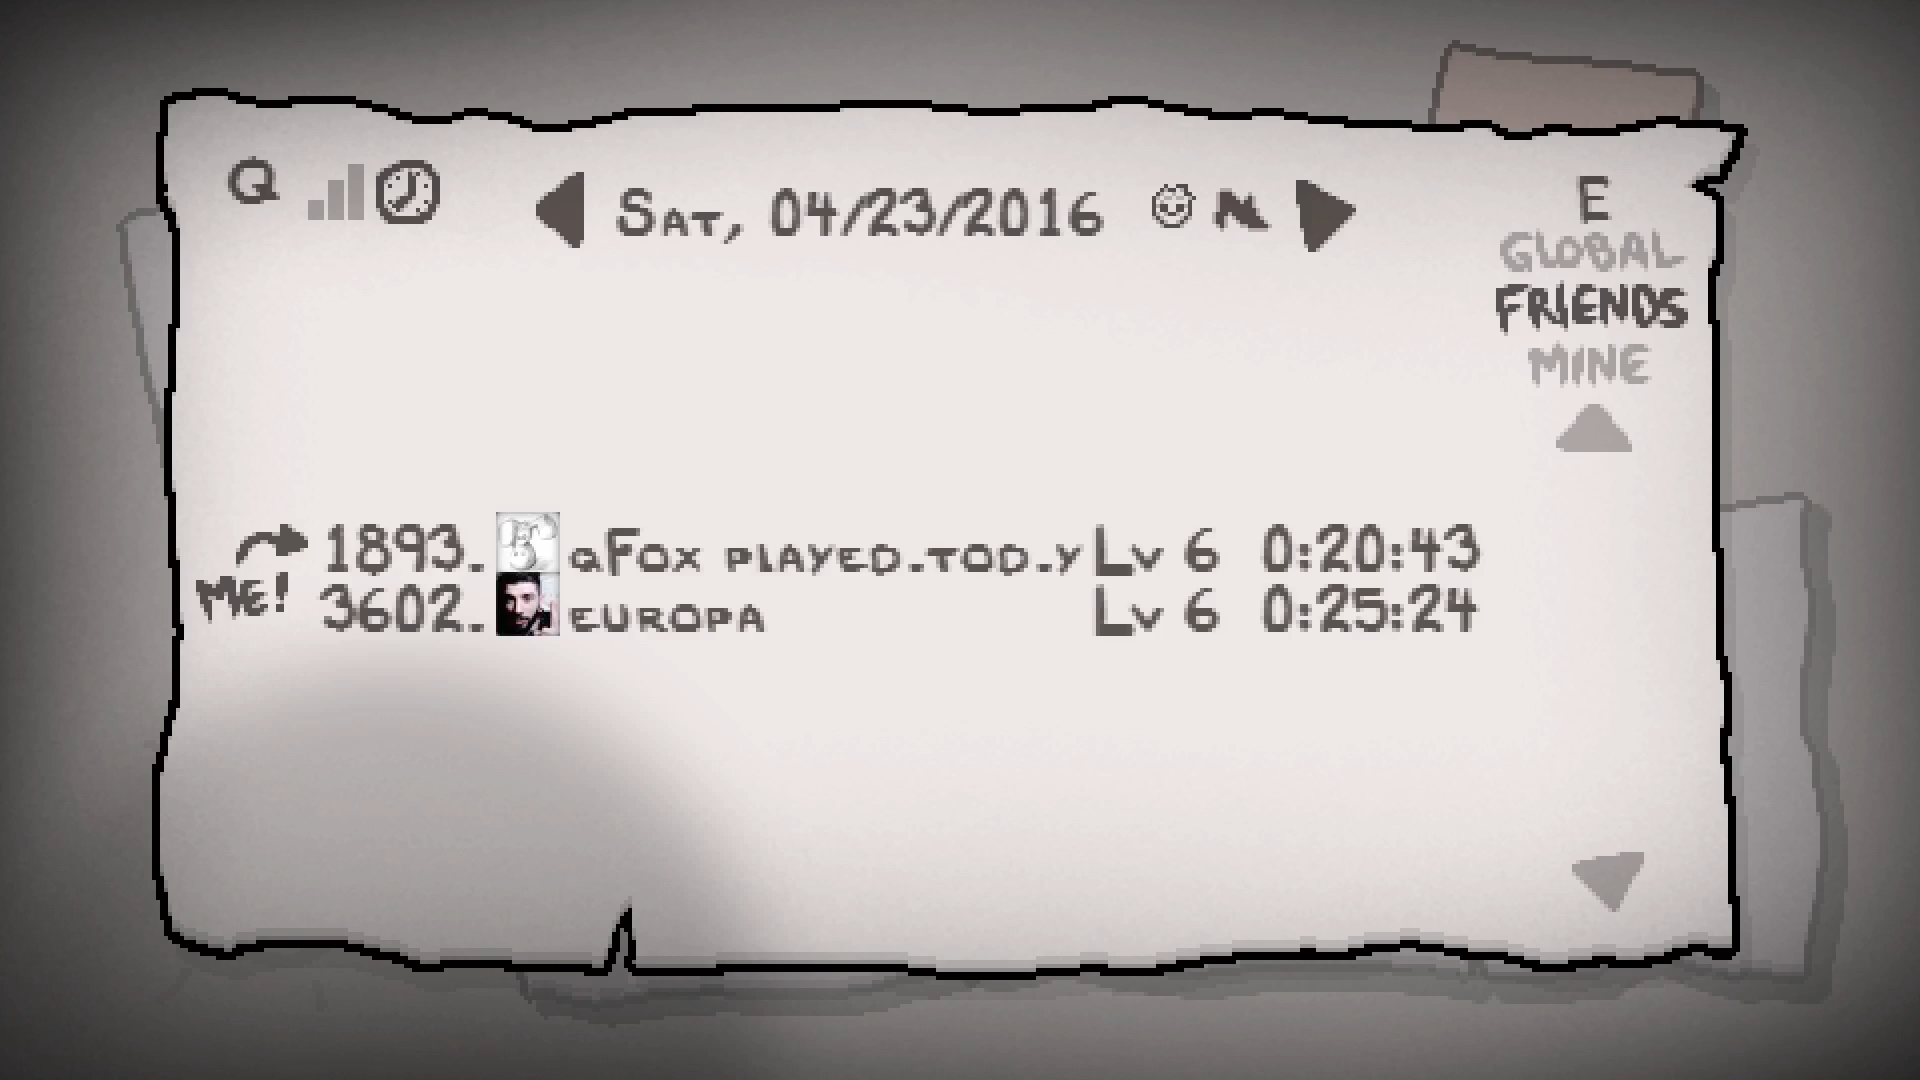 Q
SAT, 04/23/2016
E
GLOBAL
FRIENDS
MINE
ME!
1893. QFOX PLAYED.TOD.Y LV 6 0:20:43
3602. EUROPA LV 6 0:25:24